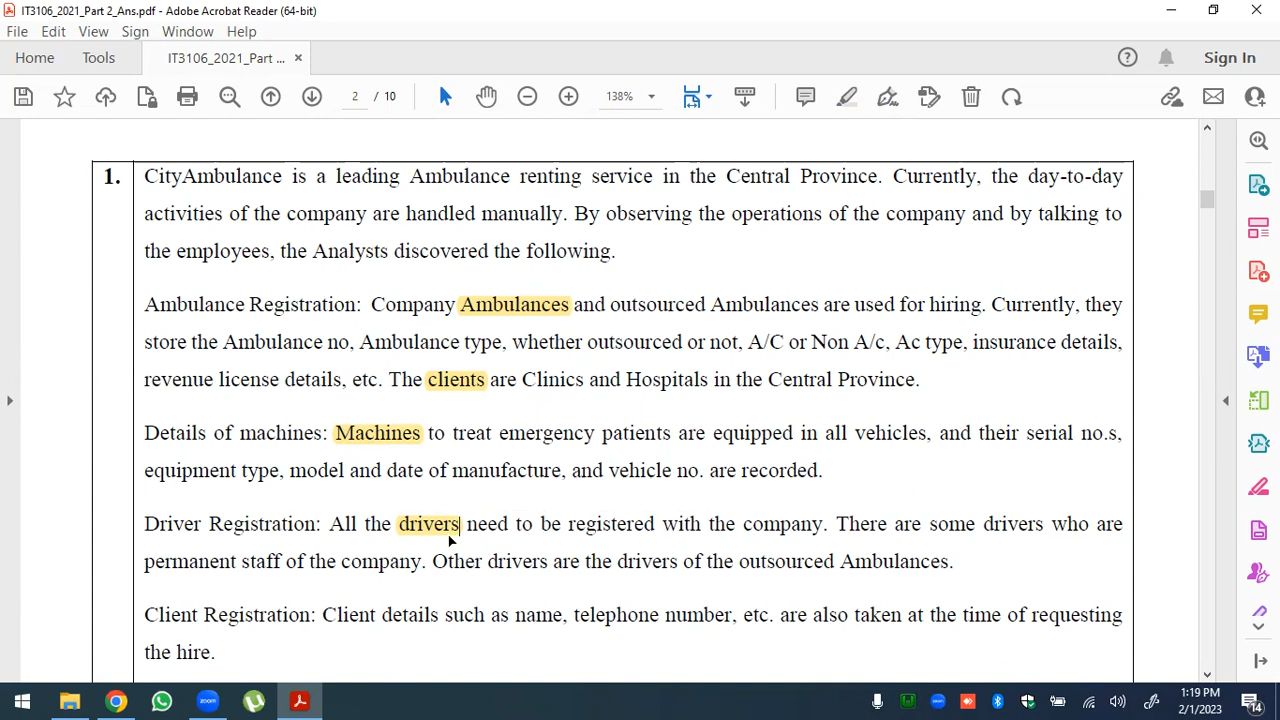 IT3106_2021_Part 2_Ans.pdf - Adobe Acrobat Reader (64-bit)
File Edit View Sign Window Help
Home Tools IT3106_2021_Part ... × Sign In
2 / 10 138%
1. CityAmbulance is a leading Ambulance renting service in the Central Province. Currently, the day-to-day
activities of the company are handled manually. By observing the operations of the company and by talking to
the employees, the Analysts discovered the following.
Ambulance Registration: Company Ambulances and outsourced Ambulances are used for hiring. Currently, they
store the Ambulance no, Ambulance type, whether outsourced or not, A/C or Non A/c, Ac type, insurance details,
revenue license details, etc. The clients are Clinics and Hospitals in the Central Province.
Details of machines: Machines to treat emergency patients are equipped in all vehicles, and their serial no.s,
equipment type, model and date of manufacture, and vehicle no. are recorded.
Driver Registration: All the drivers need to be registered with the company. There are some drivers who are
permanent staff of the company. Other drivers are the drivers of the outsourced Ambulances.
Client Registration: Client details such as name, telephone number, etc. are also taken at the time of requesting
the hire.
zoom
1:19 PM
2/1/2023
14